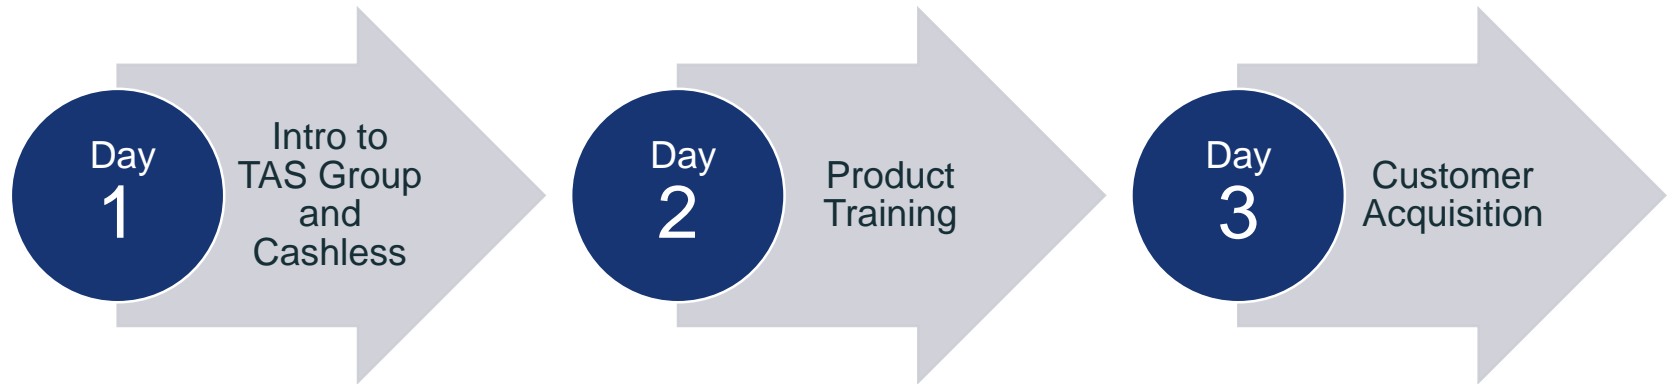 Day
1
Intro to
TAS Group
and
Cashless
Day
2
Product
Training
Day
3
Customer
Acquisition